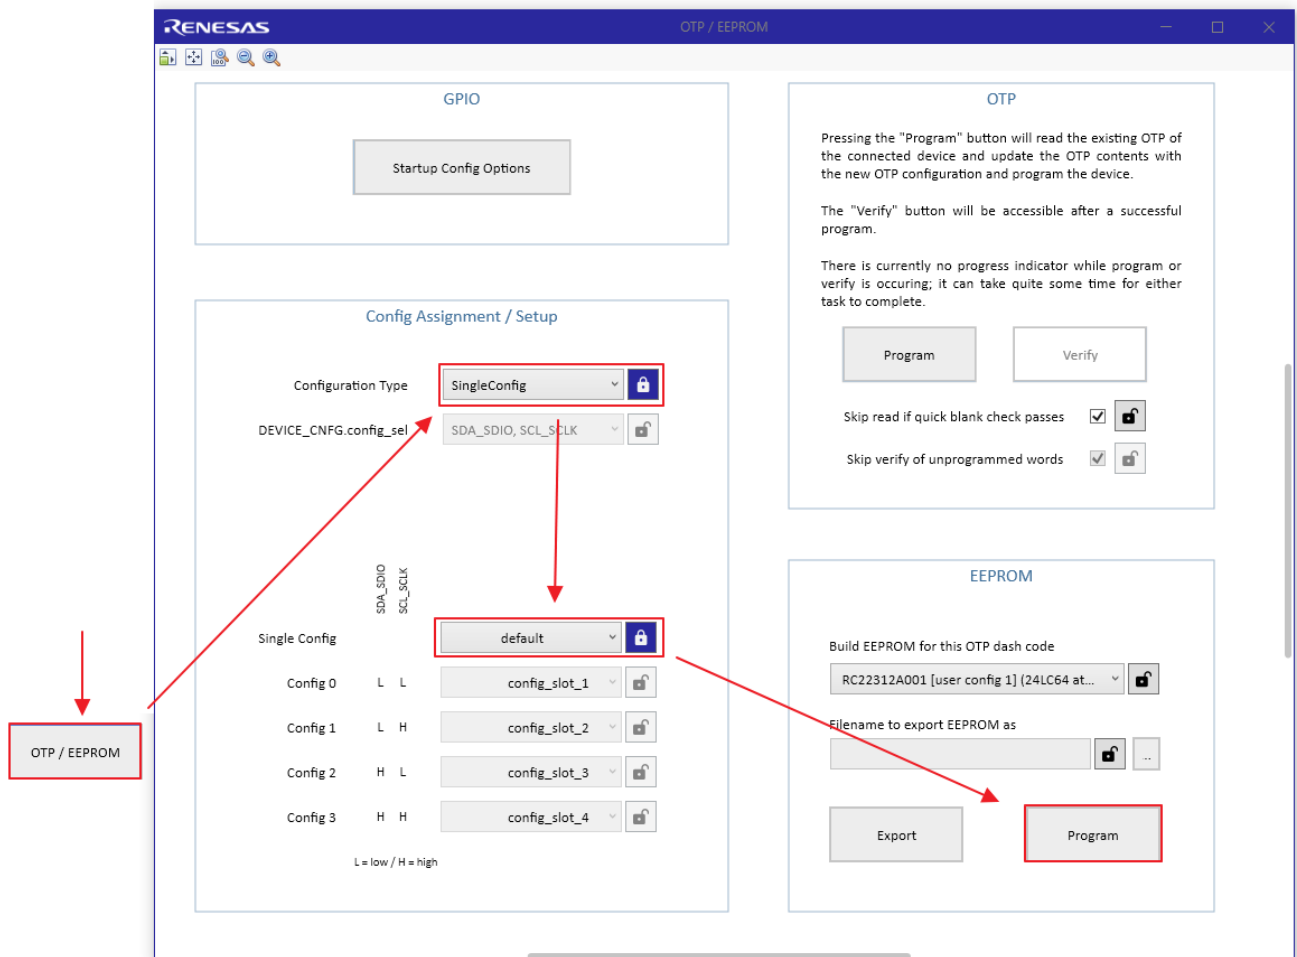 RENESAS
OTP / EEPROM
100
GPIO
Startup Config Options
Config Assignment / Setup
Configuration Type
SingleConfig
DEVICE_CNFG.config_sel
SDA_SDIO, SCL_SCLK
SDA_SDIO
SCL_SCLK
Single Config
default
Config 0 L L config_slot_1
Config 1 L H config_slot_2
Config 2 H L config_slot_3
Config 3 H H config_slot_4
L = low / H = high
OTP / EEPROM
OTP
Pressing the "Program" button will read the existing OTP of
the connected device and update the OTP contents with
the new OTP configuration and program the device.
The "Verify" button will be accessible after a successful
program.
There is currently no progress indicator while program or
verify is occuring; it can take quite some time for either
task to complete.
Program
Verify
Skip read if quick blank check passes
Skip verify of unprogrammed words
EEPROM
Build EEPROM for this OTP dash code
RC22312A001 [user config 1] (24LC64 at...
Filename to export EEPROM as
..
Export
Program